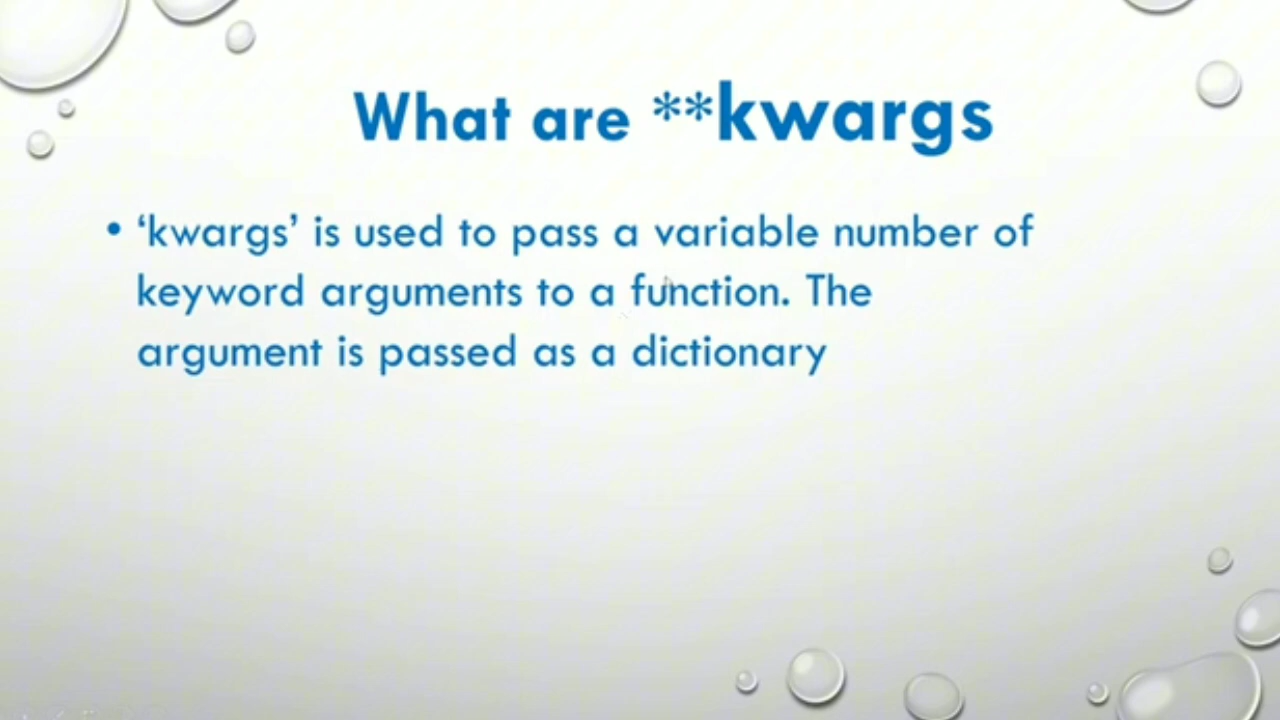 What are **kwargs
• ‘kwargs’ is used to pass a variable number of
keyword arguments to a function. The
argument is passed as a dictionary